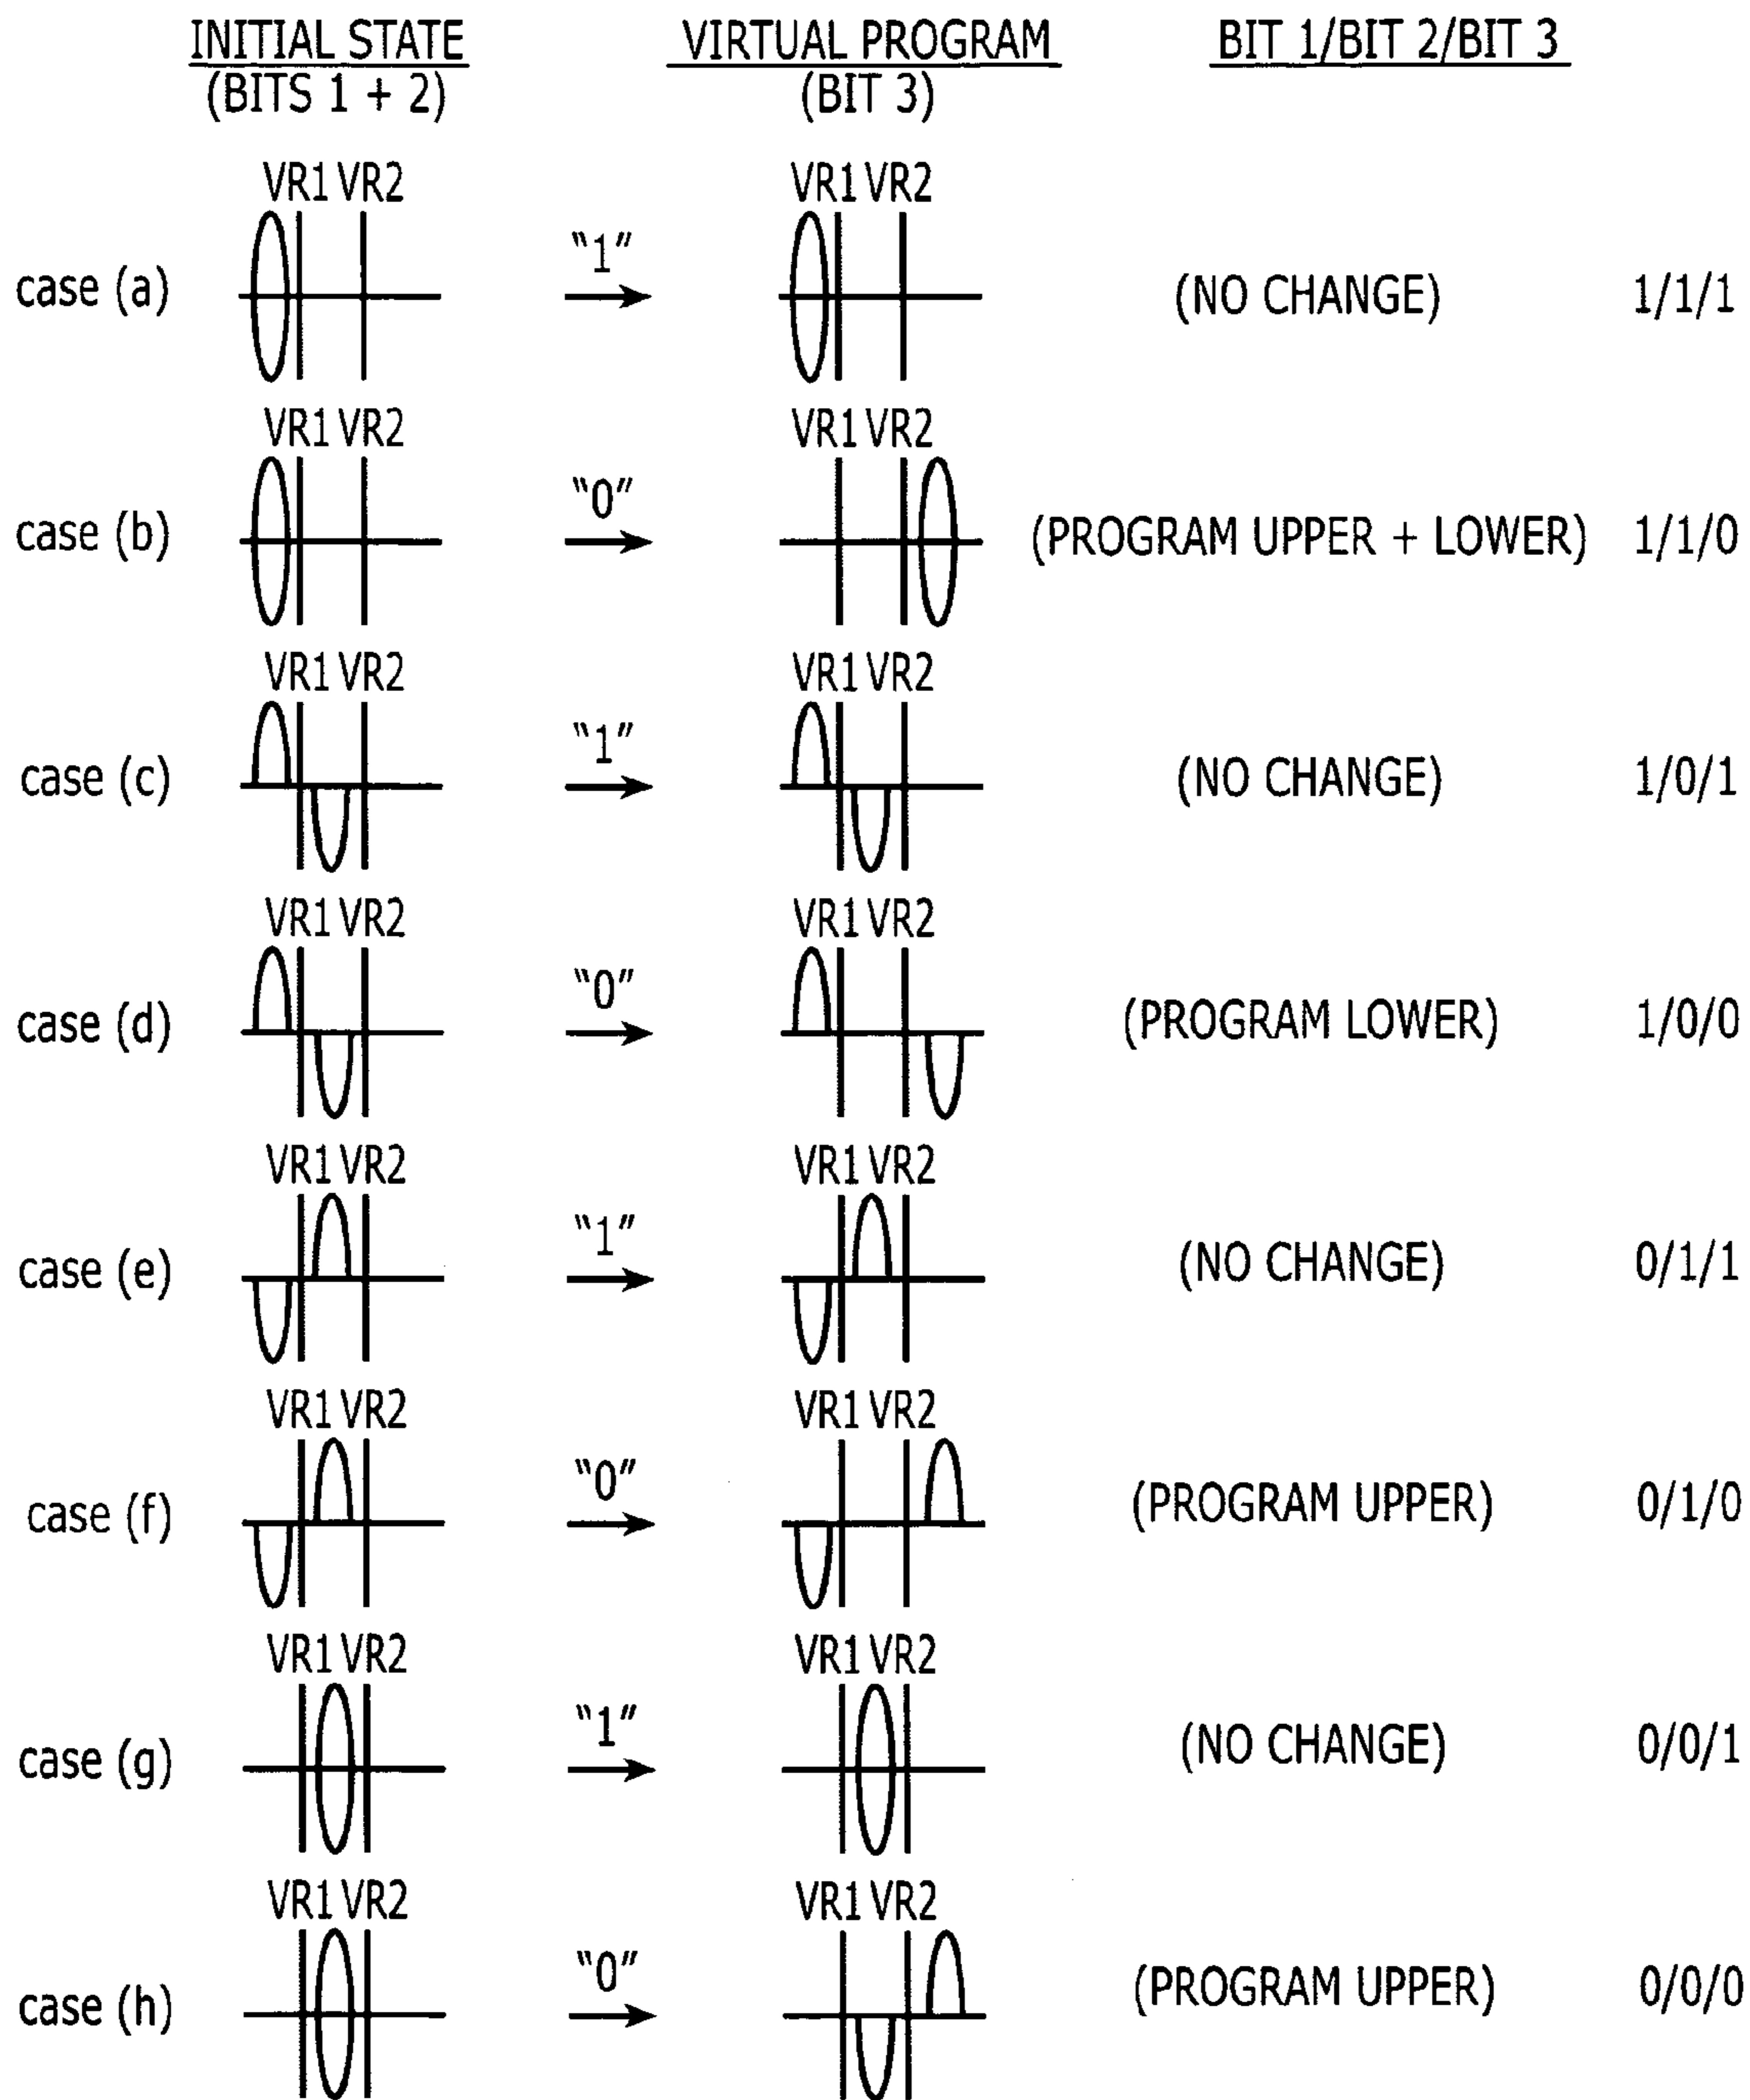 INITIAL STATE VIRTUAL PROGRAM BIT 1/BIT 2/BIT 3
(BITS 1 + 2) (BIT 3)
VR1 VR2 VR1 VR2
case (a) "1" (NO CHANGE) 1/1/1
VR1 VR2 VR1 VR2
case (b) "0" (PROGRAM UPPER + LOWER) 1/1/0
VR1 VR2 VR1 VR2
case (c) "1" (NO CHANGE) 1/0/1
VR1 VR2 VR1 VR2
case (d) "0" (PROGRAM LOWER) 1/0/0
VR1 VR2 VR1 VR2
case (e) "1" (NO CHANGE) 0/1/1
VR1 VR2 VR1 VR2
case (f) "0" (PROGRAM UPPER) 0/1/0
VR1 VR2 VR1 VR2
case (g) "1" (NO CHANGE) 0/0/1
VR1 VR2 VR1 VR2
case (h) "0" (PROGRAM UPPER) 0/0/0